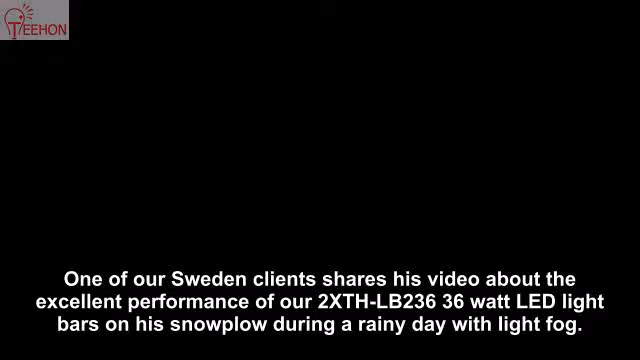 TEEHON
One of our Sweden clients shares his video about the
excellent performance of our 2XTH-LB236 36 watt LED light
bars on his snowplow during a rainy day with light fog.